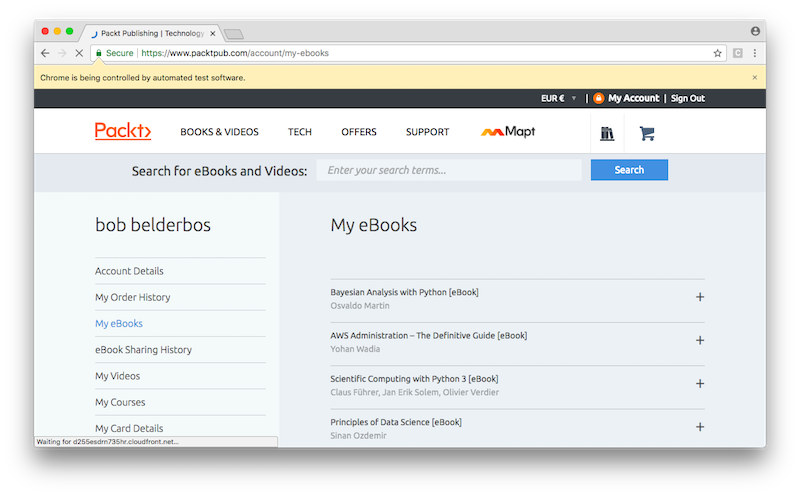 Packt Publishing | Technology
Secure https://www.packtpub.com/account/my-ebooks
Chrome is being controlled by automated test software.
EUR € | My Account | Sign Out
Packt> BOOKS & VIDEOS TECH OFFERS SUPPORT Mapt
Search for eBooks and Videos: Enter your search terms... Search
bob belderbos
Account Details
My Order History
My eBooks
eBook Sharing History
My Videos
My Courses
My Card Details
My eBooks
Bayesian Analysis with Python [eBook]
Osvaldo Martin
AWS Administration – The Definitive Guide [eBook]
Yohan Wadia
Scientific Computing with Python 3 [eBook]
Claus Führer, Jan Erik Solem, Olivier Verdier
Principles of Data Science [eBook]
Sinan Ozdemir
Waiting for d255esdrn735hr.cloudfront.net...